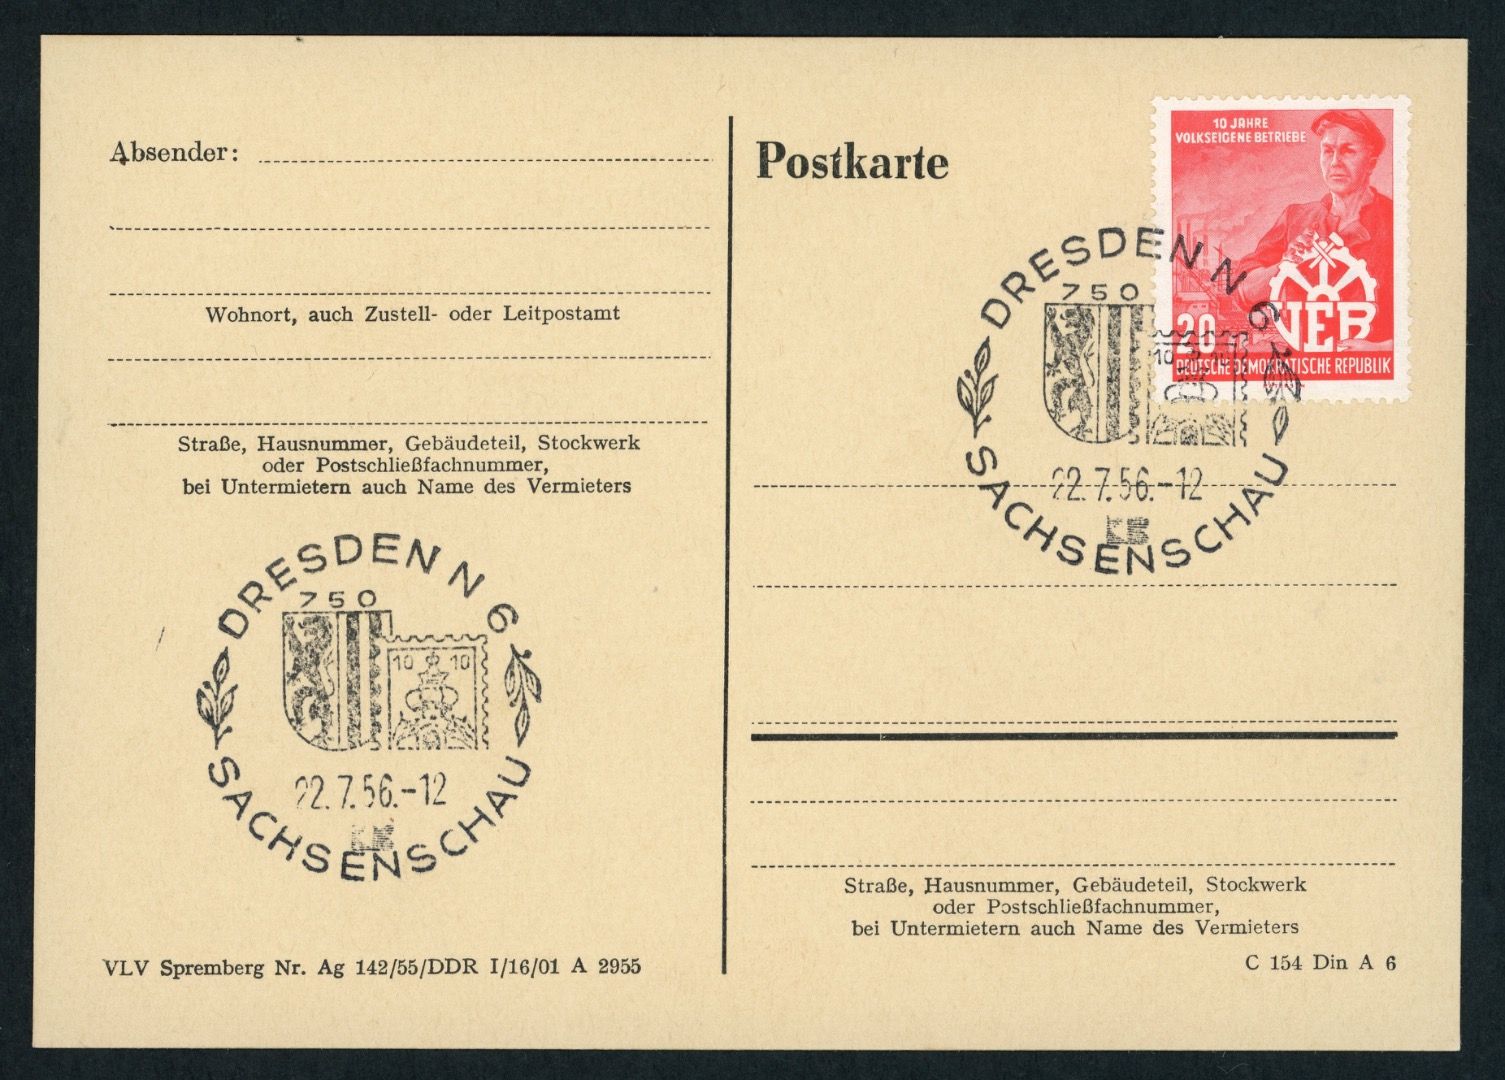 Absender:
Wohnort, auch Zustell- oder Leitpostamt
Straße, Hausnummer, Gebäudeteil, Stockwerk
oder Postschließfachnummer,
bei Untermietern auch Name des Vermieters
DRESDEN N 6
750
10 10
22.7.56.-12
SACHSENSCHAU
VLV Spremberg Nr. Ag 142/55/DDR I/16/01 A 2955
Postkarte
10 JAHRE
VOLKSEIGENE BETRIEBE
VEB
20
DEUTSCHE DEMOKRATISCHE REPUBLIK
DRESDEN N 6
750
10 10
22.7.56.-12
SACHSENSCHAU
Straße, Hausnummer, Gebäudeteil, Stockwerk
oder Postschließfachnummer,
bei Untermietern auch Name des Vermieters
C 154 Din A 6